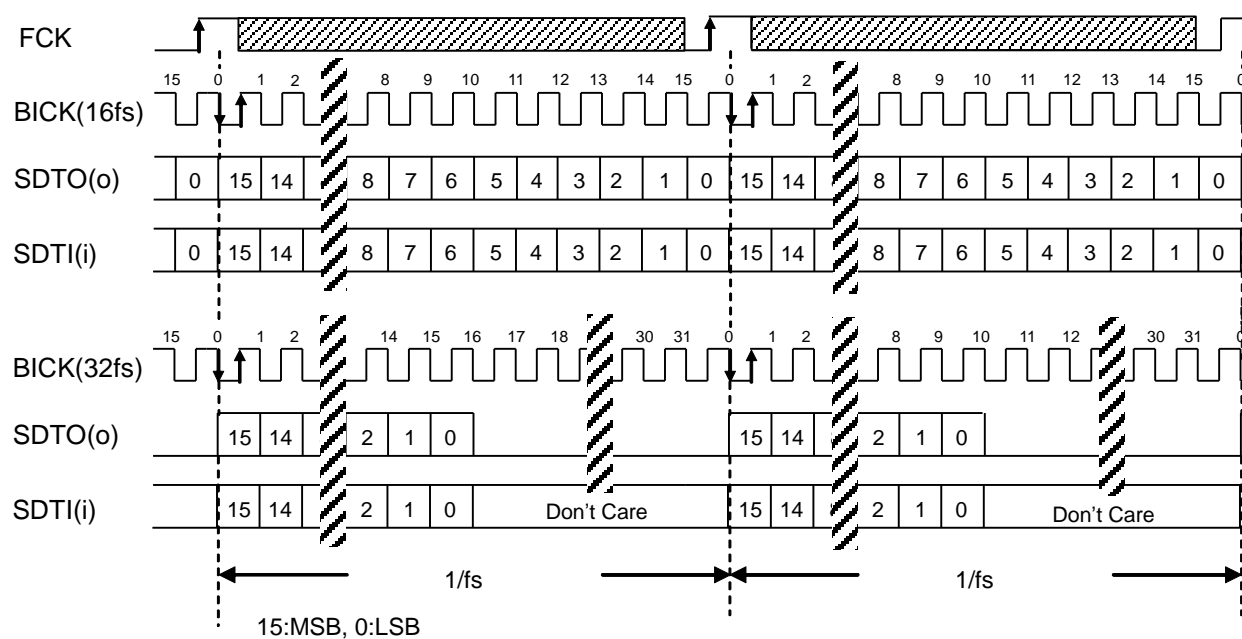 FCK
15 0 1 2 8 9 10 11 12 13 14 15 0 1 2 8 9 10 11 12 13 14 15 0
BICK(16fs)
SDTO(o) 0 15 14 8 7 6 5 4 3 2 1 0 15 14 8 7 6 5 4 3 2 1 0
SDTI(i) 0 15 14 8 7 6 5 4 3 2 1 0 15 14 8 7 6 5 4 3 2 1 0
15 0 1 2 14 15 16 17 18 30 31 0 1 2 8 9 10 11 12 30 31 0
BICK(32fs)
SDTO(o) 15 14 2 1 0 15 14 2 1 0
SDTI(i) 15 14 2 1 0 Don't Care 15 14 2 1 0 Don't Care
1/fs 1/fs
15:MSB, 0:LSB